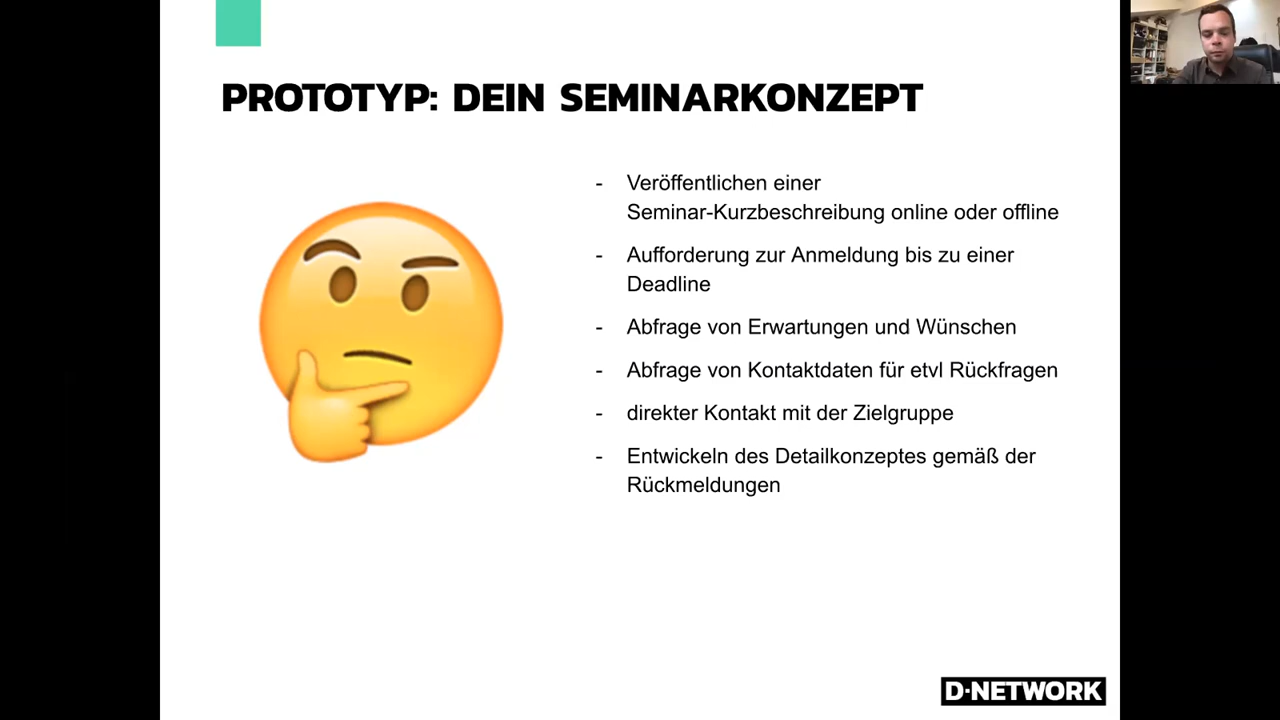 PROTOTYP: DEIN SEMINARKONZEPT
- Veröffentlichen einer
Seminar-Kurzbeschreibung online oder offline
- Aufforderung zur Anmeldung bis zu einer
Deadline
- Abfrage von Erwartungen und Wünschen
- Abfrage von Kontaktdaten für etvl Rückfragen
- direkter Kontakt mit der Zielgruppe
- Entwickeln des Detailkonzeptes gemäß der
Rückmeldungen
D·NETWORK